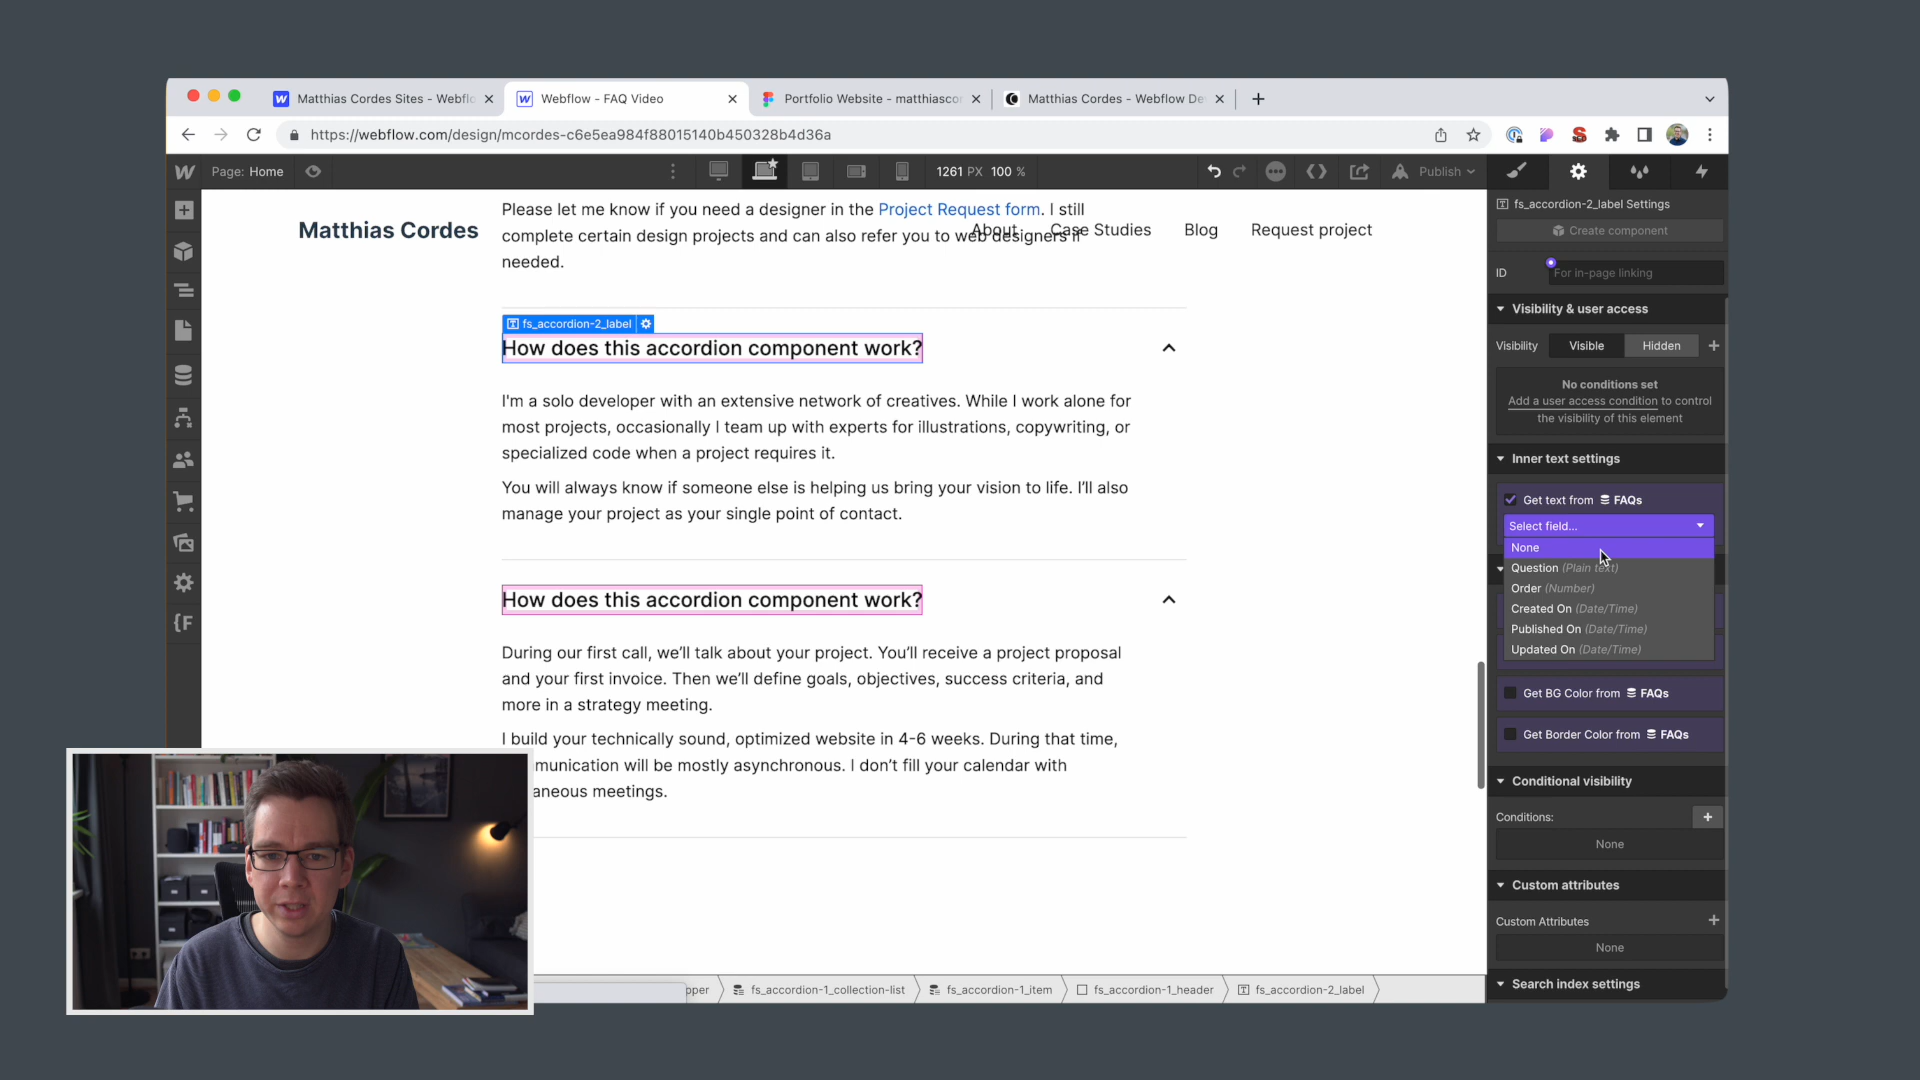 Matthias Cordes Sites - Webflo
Webflow - FAQ Video
Portfolio Website - matthiascor
Matthias Cordes - Webflow De
https://webflow.com/design/mcordes-c6e5ea984f88015140b450328b4d36a
Page: Home
1261 PX 100 %
Publish
fs_accordion-2_label Settings
Create component
ID
For in-page linking
Visibility & user access
Visibility
Visible
Hidden
No conditions set
Add a user access condition to control
the visibility of this element
Inner text settings
Get text from FAQs
Select field...
None
Question (Plain text)
Order (Number)
Created On (Date/Time)
Published On (Date/Time)
Updated On (Date/Time)
Get BG Color from FAQs
Get Border Color from FAQs
Conditional visibility
Conditions:
None
Custom attributes
Custom Attributes
None
Search index settings
Matthias Cordes
About
Case Studies
Blog
Request project
Please let me know if you need a designer in the Project Request form. I still
complete certain design projects and can also refer you to web designers if
needed.
fs_accordion-2_label
How does this accordion component work?
I'm a solo developer with an extensive network of creatives. While I work alone for
most projects, occasionally I team up with experts for illustrations, copywriting, or
specialized code when a project requires it.
You will always know if someone else is helping us bring your vision to life. I'll also
manage your project as your single point of contact.
How does this accordion component work?
During our first call, we'll talk about your project. You'll receive a project proposal
and your first invoice. Then we'll define goals, objectives, success criteria, and
more in a strategy meeting.
I build your technically sound, optimized website in 4-6 weeks. During that time,
munication will be mostly asynchronous. I don't fill your calendar with
aneous meetings.
pper
fs_accordion-1_collection-list
fs_accordion-1_item
fs_accordion-1_header
fs_accordion-2_label